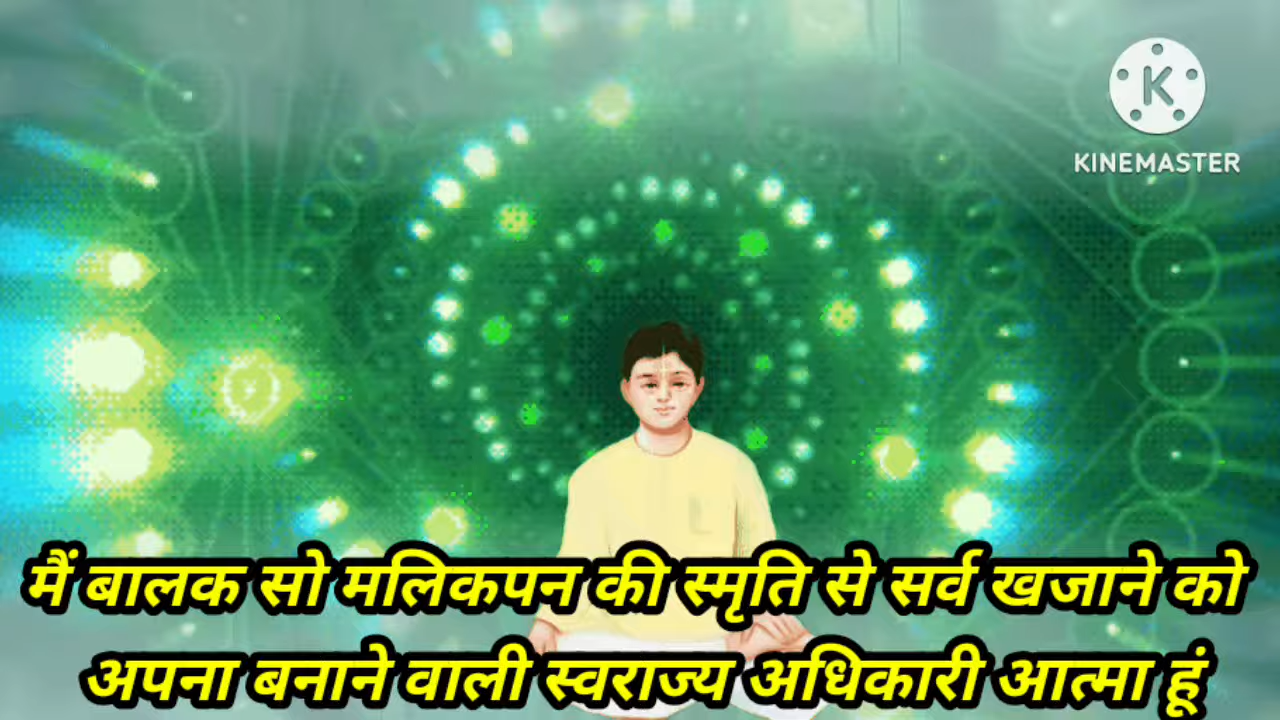 KINEMASTER
मैं बालक सो मलिकपन की स्मृति से सर्व खजाने को
अपना बनाने वाली स्वराज्य अधिकारी आत्मा हूं